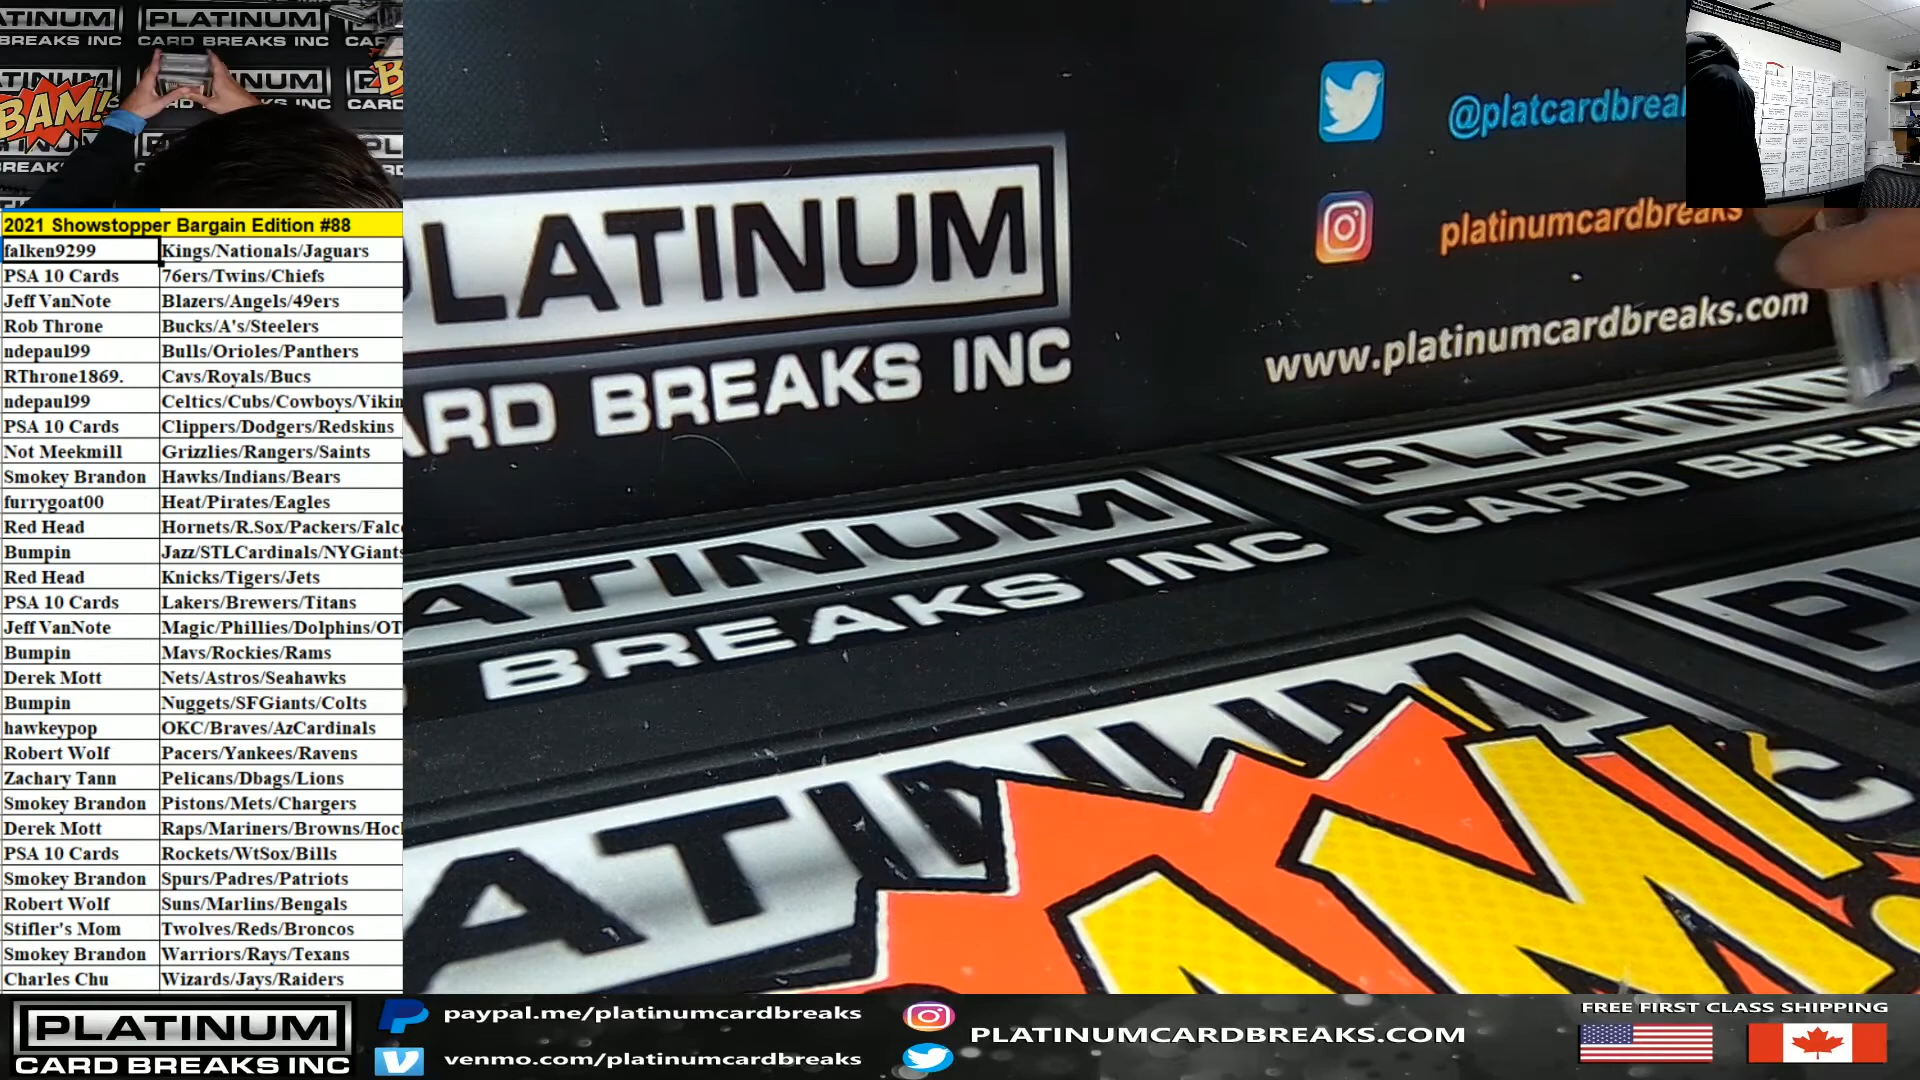 PLATINUM
CARD BREAKS INC
BAM!
2021 Showstopper Bargain Edition #88
falken9299 Kings/Nationals/Jaguars
PSA 10 Cards 76ers/Twins/Chiefs
Jeff VanNote Blazers/Angels/49ers
Rob Throne Bucks/A's/Steelers
ndepaul99 Bulls/Orioles/Panthers
RThrone1869. Cavs/Royals/Bucs
ndepaul99 Celtics/Cubs/Cowboys/Vikin
PSA 10 Cards Clippers/Dodgers/Redskins
Not Meekmill Grizzlies/Rangers/Saints
Smokey Brandon Hawks/Indians/Bears
furrygoat00 Heat/Pirates/Eagles
Red Head Hornets/R.Sox/Packers/Falc
Bumpin Jazz/STLCardinals/NYGiants
Red Head Knicks/Tigers/Jets
PSA 10 Cards Lakers/Brewers/Titans
Jeff VanNote Magic/Phillies/Dolphins/OT
Bumpin Mavs/Rockies/Rams
Derek Mott Nets/Astros/Seahawks
Bumpin Nuggets/SFGiants/Colts
hawkeypop OKC/Braves/AzCardinals
Robert Wolf Pacers/Yankees/Ravens
Zachary Tann Pelicans/Dbags/Lions
Smokey Brandon Pistons/Mets/Chargers
Derek Mott Raps/Mariners/Browns/Hoc
PSA 10 Cards Rockets/WtSox/Bills
Smokey Brandon Spurs/Padres/Patriots
Robert Wolf Suns/Marlins/Bengals
Stifler's Mom Twolves/Reds/Broncos
Smokey Brandon Warriors/Rays/Texans
Charles Chu Wizards/Jays/Raiders
@platcardbreak
platinumcardbreaks
www.platinumcardbreaks.com
LATINUM
ARD BREAKS INC
PLATINU
CARD BREA
ATINUM
BREAKS INC
ATINUM
AM!
PLATINUM
CARD BREAKS INC
paypal.me/platinumcardbreaks
venmo.com/platinumcardbreaks
PLATINUMCARDBREAKS.COM
FREE FIRST CLASS SHIPPING